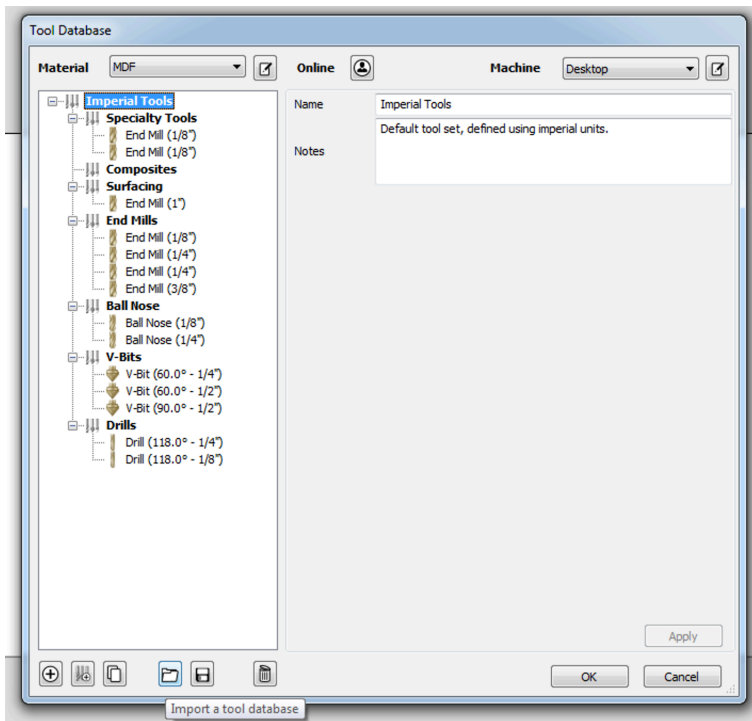 Tool Database
Material MDF Online Machine Desktop
Imperial Tools
Specialty Tools
End Mill (1/8")
End Mill (1/8")
Composites
Surfacing
End Mill (1")
End Mills
End Mill (1/8")
End Mill (1/4")
End Mill (1/4")
End Mill (3/8")
Ball Nose
Ball Nose (1/8")
Ball Nose (1/4")
V-Bits
V-Bit (60.0° - 1/4")
V-Bit (60.0° - 1/2")
V-Bit (90.0° - 1/2")
Drills
Drill (118.0° - 1/4")
Drill (118.0° - 1/8")
Name Imperial Tools
Notes Default tool set, defined using imperial units.
Apply
OK Cancel
Import a tool database